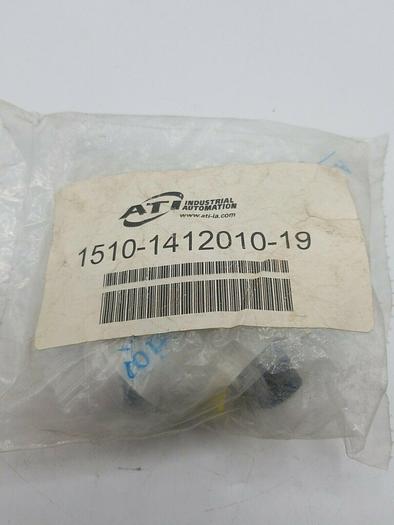 ATI INDUSTRIAL
AUTOMATION
www.ati-ia.com
1510-1412010-19